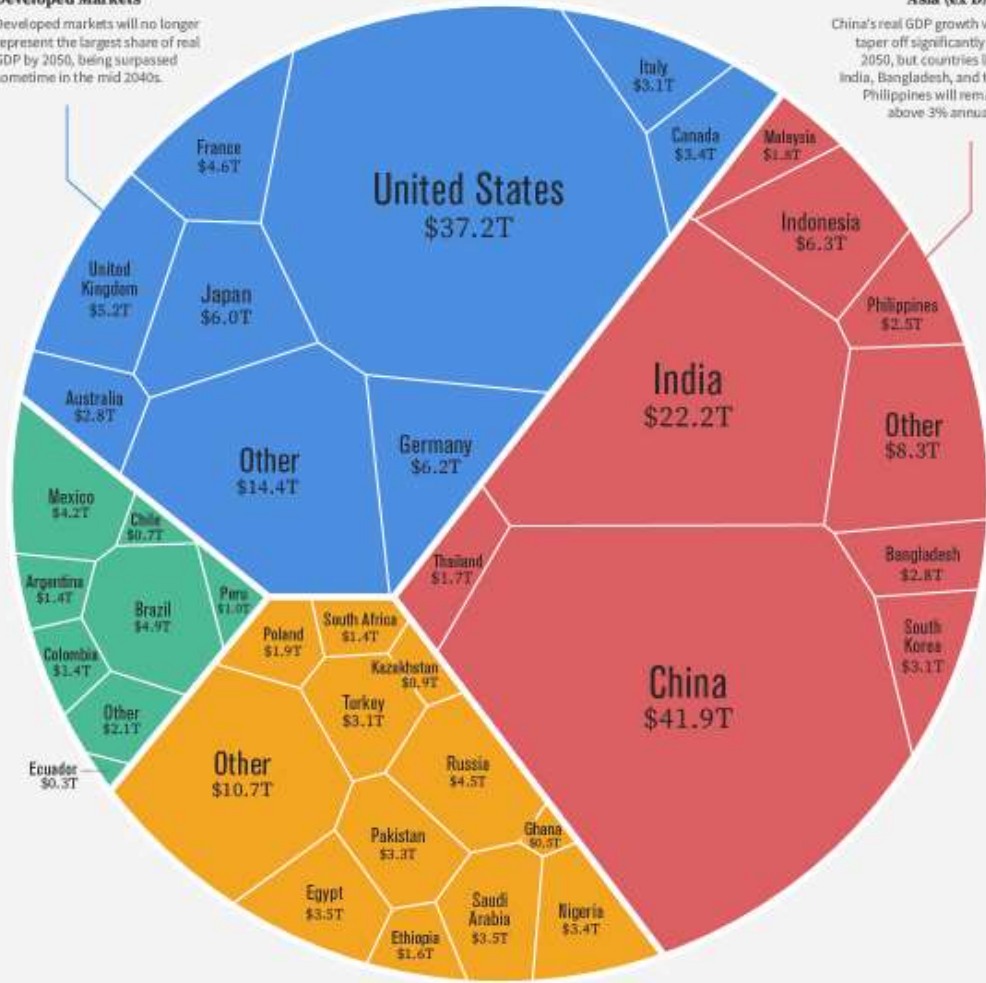 Developed Markets
Developed markets will no longer
represent the largest share of real
GDP by 2050, being surpassed
sometime in the mid 2040s.
Asia (ex
China's real GDP growth
taper off significantly
2050, but countries
India, Bangladesh, and
Philippines will
above 3%
Italy
$3.1T
Canada
$3.4T
France
$4.6T
United States
$37.2T
Malaysia
$1.8T
Indonesia
$6.3T
United
Kingdom
$5.2T
Japan
$6.0T
Philippines
$2.5T
India
$22.2T
Australia
$2.8T
Other
$14.4T
Germany
$6.2T
Other
$8.3T
Mexico
$4.2T
Chile
$0.7T
Thailand
$1.7T
Bangladesh
$2.8T
Argentina
$1.4T
Brazil
$4.9T
Peru
$1.0T
Poland
$1.9T
South Africa
$1.4T
South
Korea
$3.1T
Colombia
$1.4T
Kazakhstan
$0.9T
Turkey
$3.1T
China
$41.9T
Other
$2.1T
Ecuador
$0.3T
Other
$10.7T
Russia
$4.5T
Pakistan
$3.3T
Ghana
$0.5T
Egypt
$3.5T
Saudi
Arabia
$3.5T
Nigeria
$3.4T
Ethiopia
$1.6T